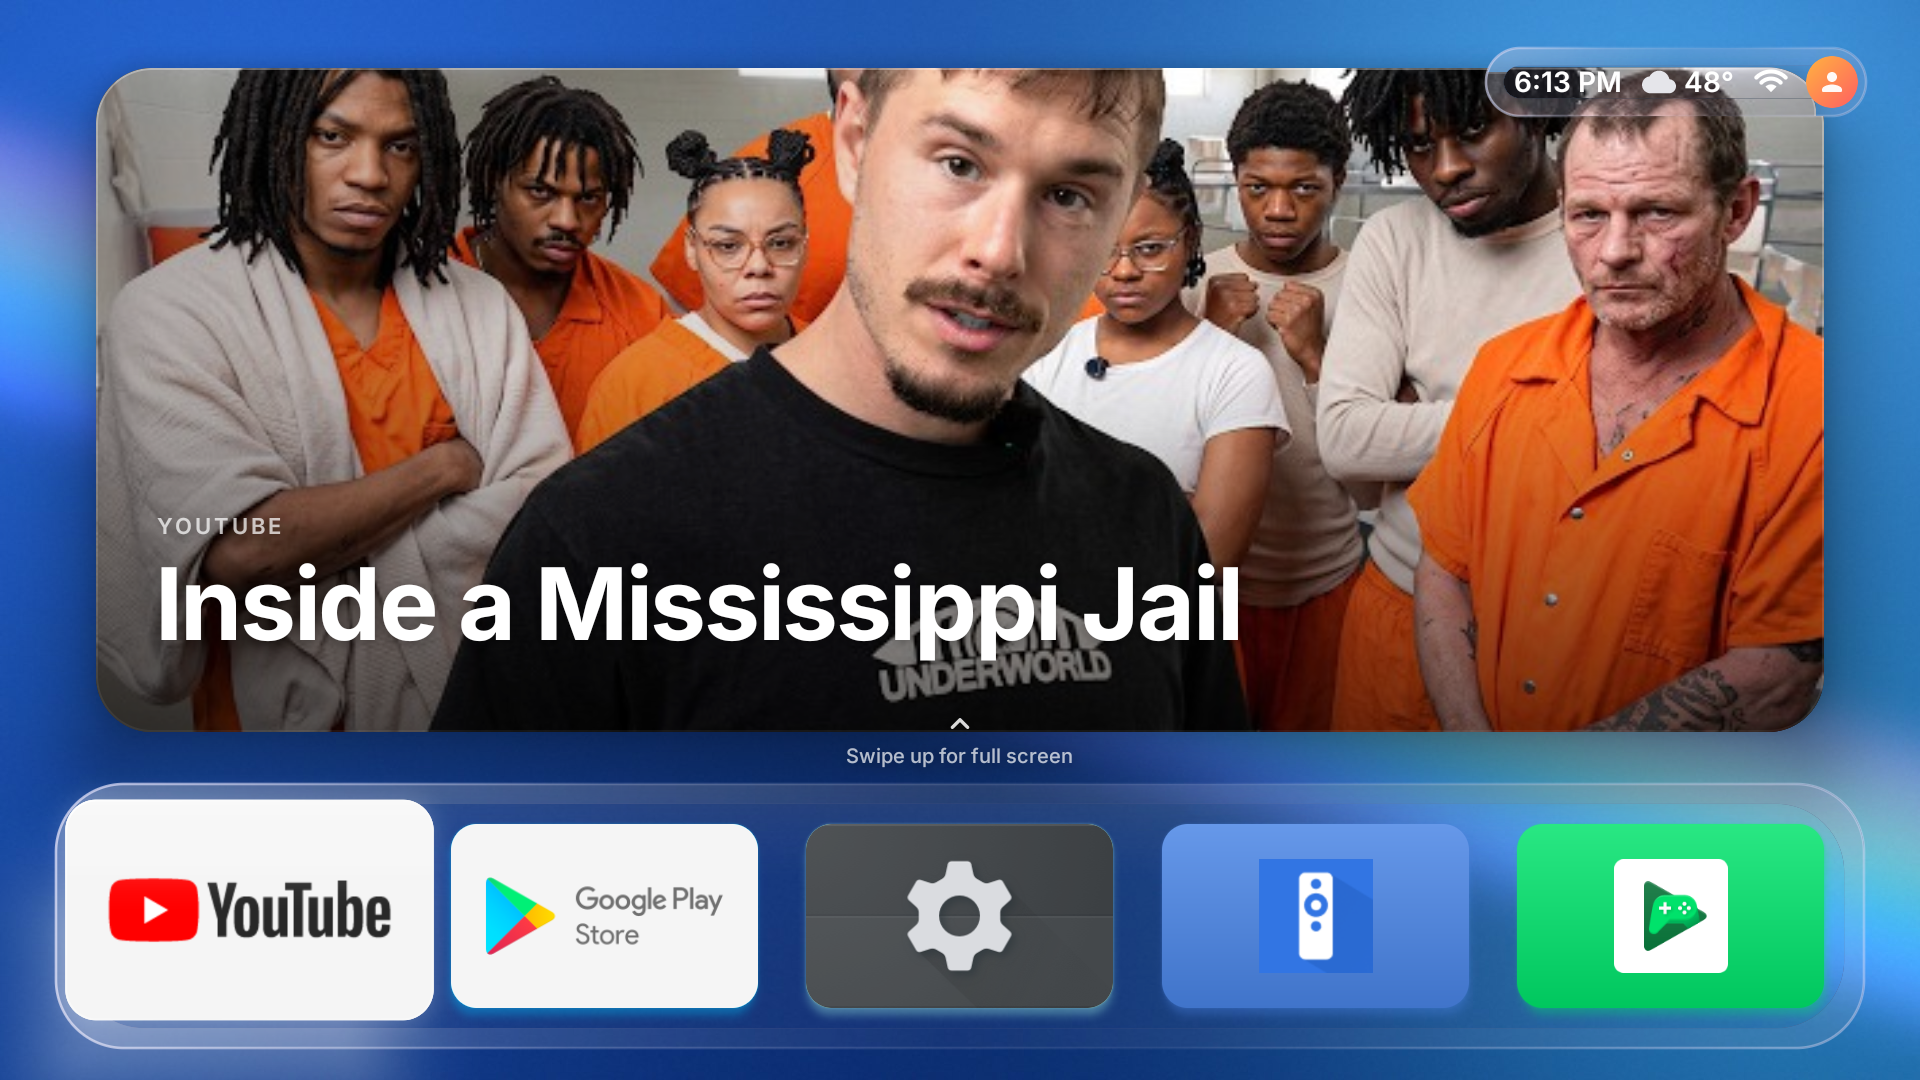 6:13 PM 48°
YOUTUBE
Inside a Mississippi Jail
UNDERWORLD
Swipe up for full screen
YouTube
Google Play
Store